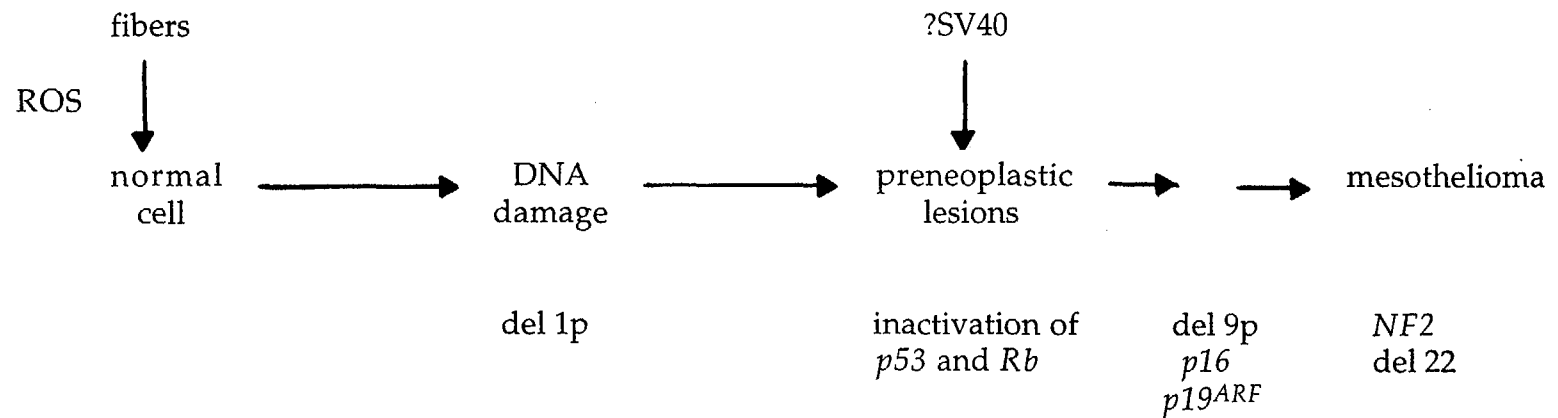 fibers
?SV40
ROS
normal
cell
DNA
damage
preneoplastic
lesions
mesothelioma
del 1p
inactivation of
p53 and Rb
del 9p
p16
p19ARF
NF2
del 22